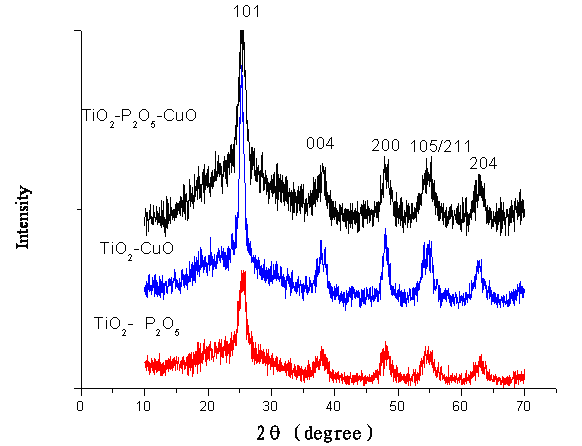 101
TiO₂-P₂O₅-CuO
004
200
105/211
204
TiO₂-CuO
TiO₂- P₂O₅
Intensity
0 10 20 30 40 50 60 70
2θ (degree)